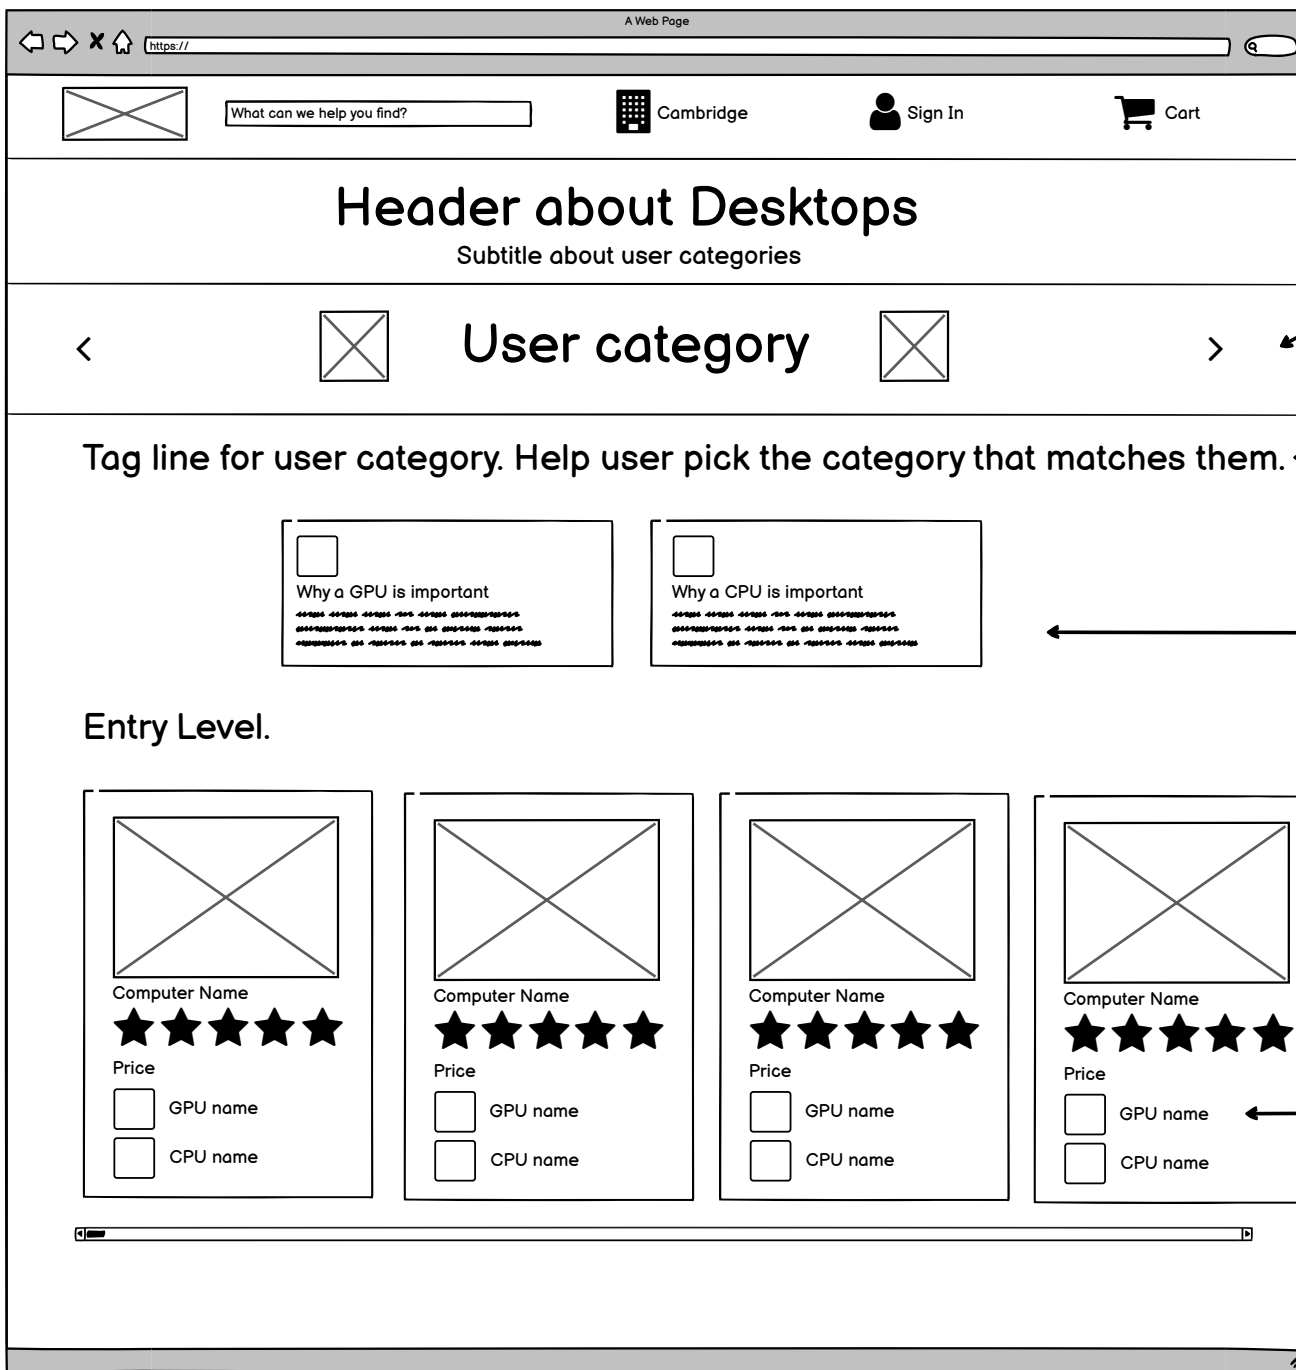 A Web Page
https://
What can we help you find?
Cambridge
Sign In
Cart
Header about Desktops
Subtitle about user categories
User category
Tag line for user category. Help user pick the category that matches them.
Why a GPU is important
Why a CPU is important
Entry Level.
Computer Name
Price
GPU name
CPU name
Computer Name
Price
GPU name
CPU name
Computer Name
Price
GPU name
CPU name
Computer Name
Price
GPU name
CPU name